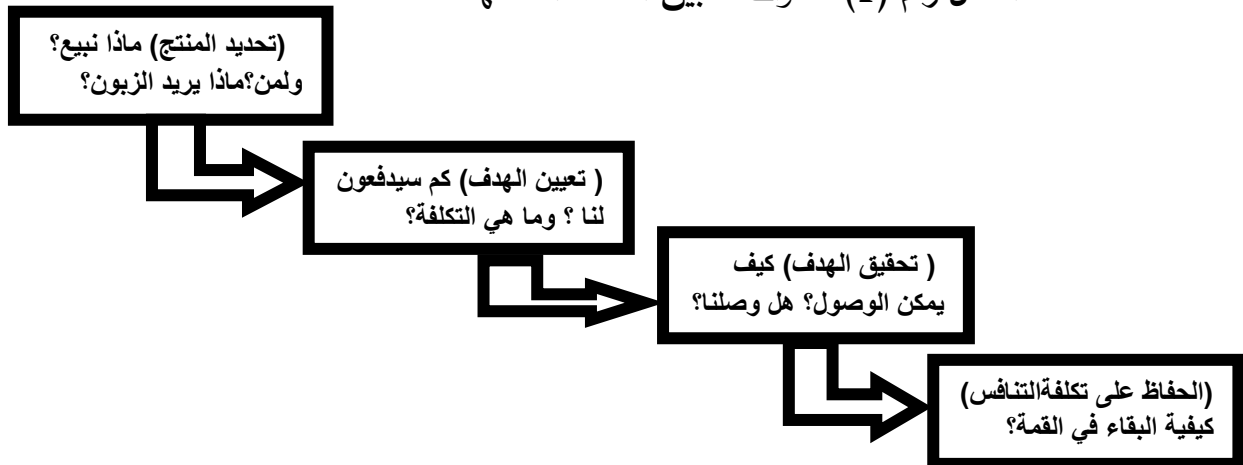 (تحديد المنتج) ماذا نبيع؟
ولمن؟ماذا يريد الزبون؟
( تعيين الهدف) كم سيدفعون
لنا ؟ وما هي التكلفة؟
( تحقيق الهدف) كيف
يمكن الوصول؟ هل وصلنا؟
(الحفاظ على تكلفةالتنافس)
كيفية البقاء في القمة؟